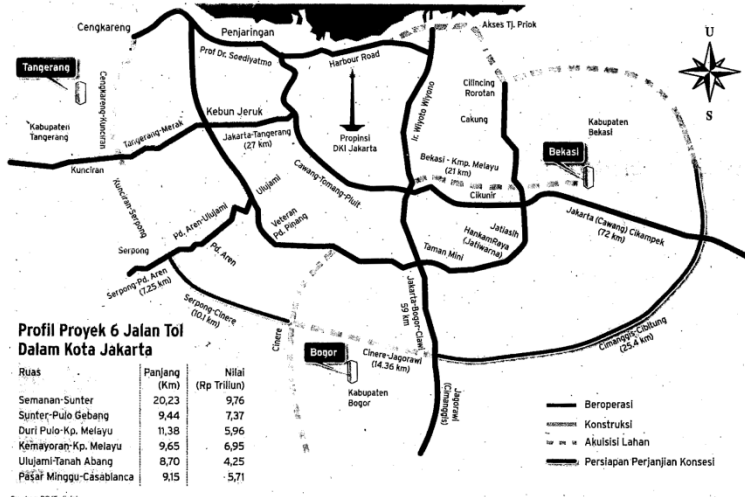 Cengkareng
Penjaringan
Akses Tj. Priok
U
S
Prof Dr. Soediyatmo
Harbour Road
Tangerang
Cengkareng-Kunciran
Ir. Wiyoto Wiyono
Cilincing
Rorotan
Kebun Jeruk
Cakung
Kabupaten
Tangerang
Tangerang-Merak
Jakarta-Tangerang
(27 km)
Propinsi
DKI Jakarta
Kabupaten
Bekasi
Bekasi
Bekasi - Kmp. Melayu
(21 km)
Kunciran
Cawang-Tomang-Pluit
Cikunir
Kunciran-Serpong
Ulujami
Jakarta (Cawang) Cikampek
(72 km)
Pd. Aren-Ulujami
Veteran
Pd. Pinang
Jatiasih
HankamRaya
(Jatiwarna)
Taman Mini
Serpong
Pd. Aren
Serpong-Pd. Aren
(7.25 km)
Serpong-Cinere
(10.1 km)
Jakarta-Bogor-Ciawi
59 km
Cinere
Cimanggis-Cibitung
(25.4 km)
Bogor
Cinere-Jagorawi
(14.36 km)
Kabupaten
Bogor
Jagorawi
(Cimanggis)
Profil Proyek 6 Jalan Tol
Dalam Kota Jakarta
Ruas Panjang (Km) Nilai (Rp Triliun)
Semanan-Sunter 20,23 9,76
Sunter-Pulo Gebang 9,44 7,37
Duri Pulo-Kp. Melayu 11,38 5,96
Kemayoran-Kp. Melayu 9,65 6,95
Ulujami-Tanah Abang 8,70 4,25
Pasar Minggu-Casablanca 9,15 5,71
Beroperasi
Konstruksi
Akuisisi Lahan
Persiapan Perjanjian Konsesi